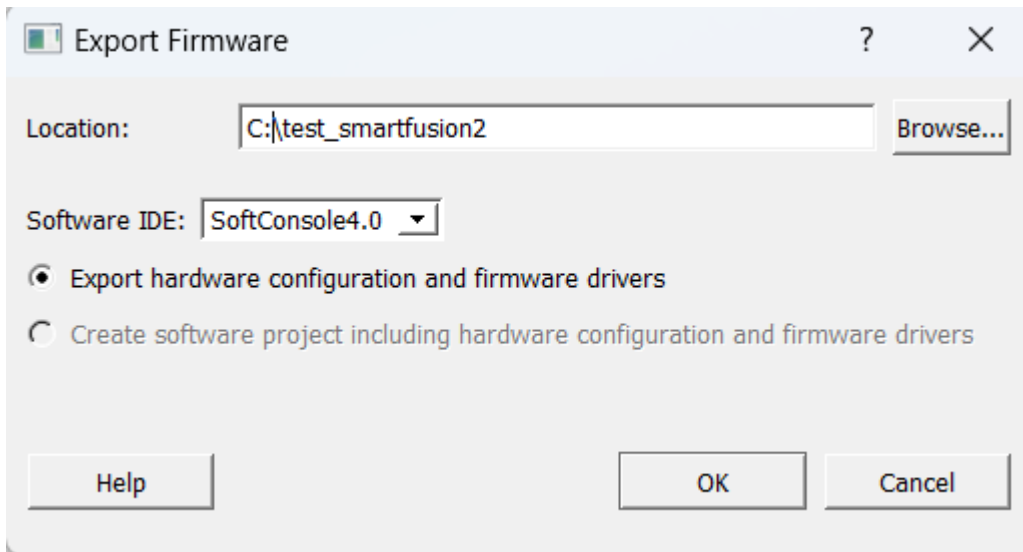 Export Firmware ? ×
Location: C:\test_smartfusion2 Browse...
Software IDE: SoftConsole4.0
Export hardware configuration and firmware drivers
Create software project including hardware configuration and firmware drivers
Help OK Cancel